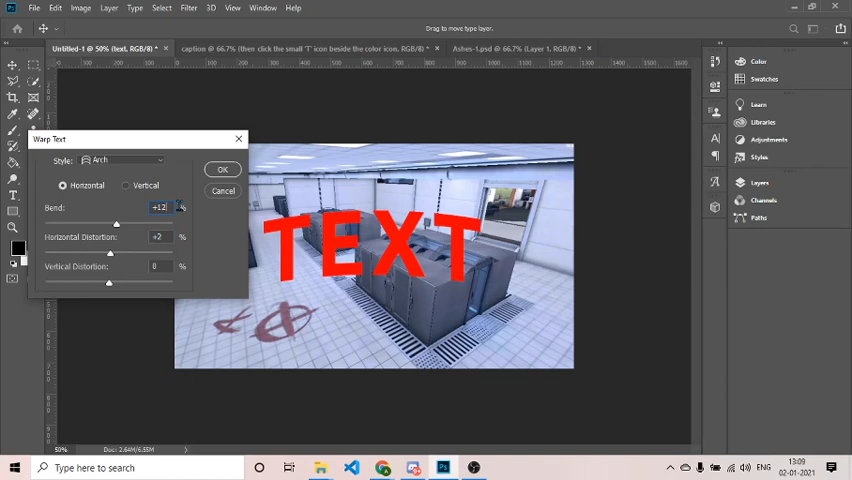 Ps File Edit Image Layer Type Select Filter 3D View Window Help
Drag to move type layer.
Untitled-1 @ 50% (text, RGB/8) * × caption @ 66.7% (then click the small 'T' icon beside the color icon, RGB/8) * × Ashes-1.psd @ 66.7% (Layer 1, RGB/8) * ×
Color
Swatches
Learn
Libraries
Adjustments
Styles
Layers
Channels
Paths
Warp Text
Style: Arch
OK
Horizontal Vertical
Cancel
Bend: +12 %
Horizontal Distortion: +2 %
Vertical Distortion: 0 %
TEXT
50% Doc: 2.64M/6.55M
Type here to search
Ps
ENG
13:09
02-01-2021